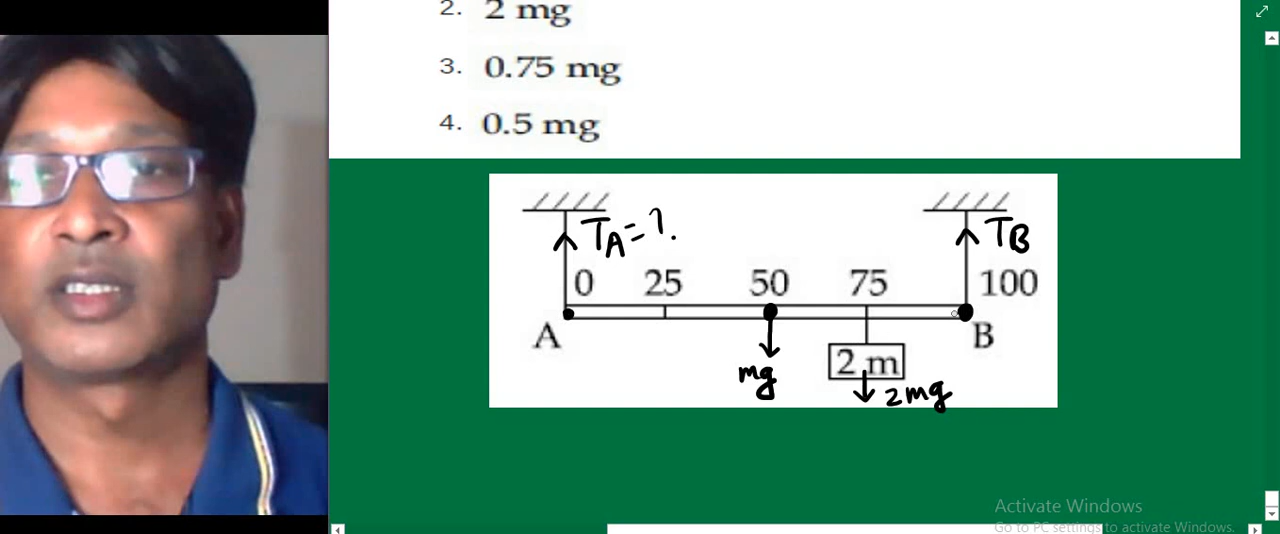 2. 2 mg
3. 0.75 mg
4. 0.5 mg
TA=?. TB
0 25 50 75 100
A B
2 m
mg 2mg
Activate Windows
Go to PC settings to activate Windows.